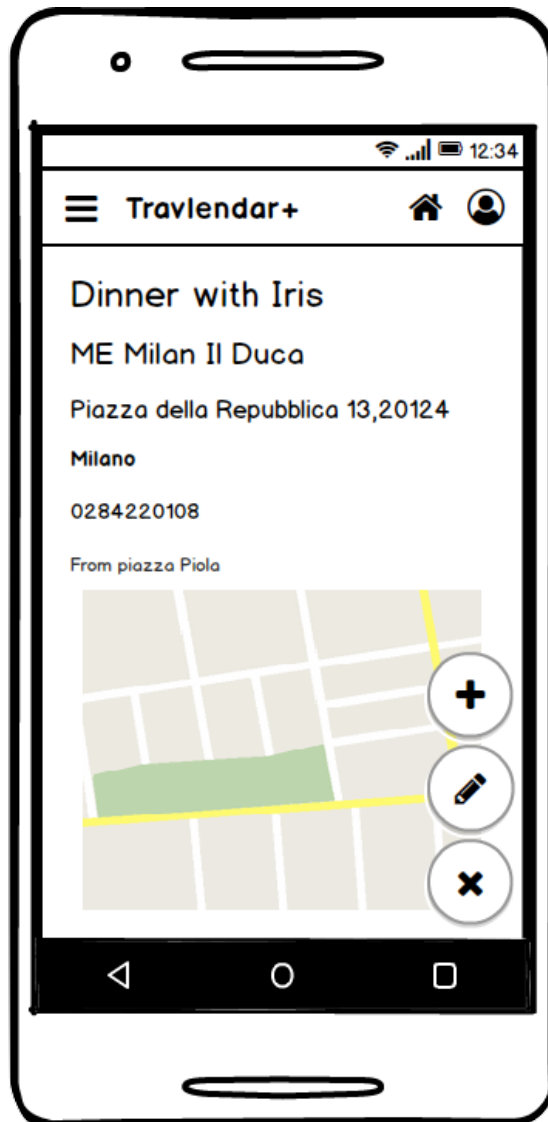 12:34
Travlendar+
Dinner with Iris
ME Milan Il Duca
Piazza della Repubblica 13,20124
Milano
0284220108
From piazza Piola